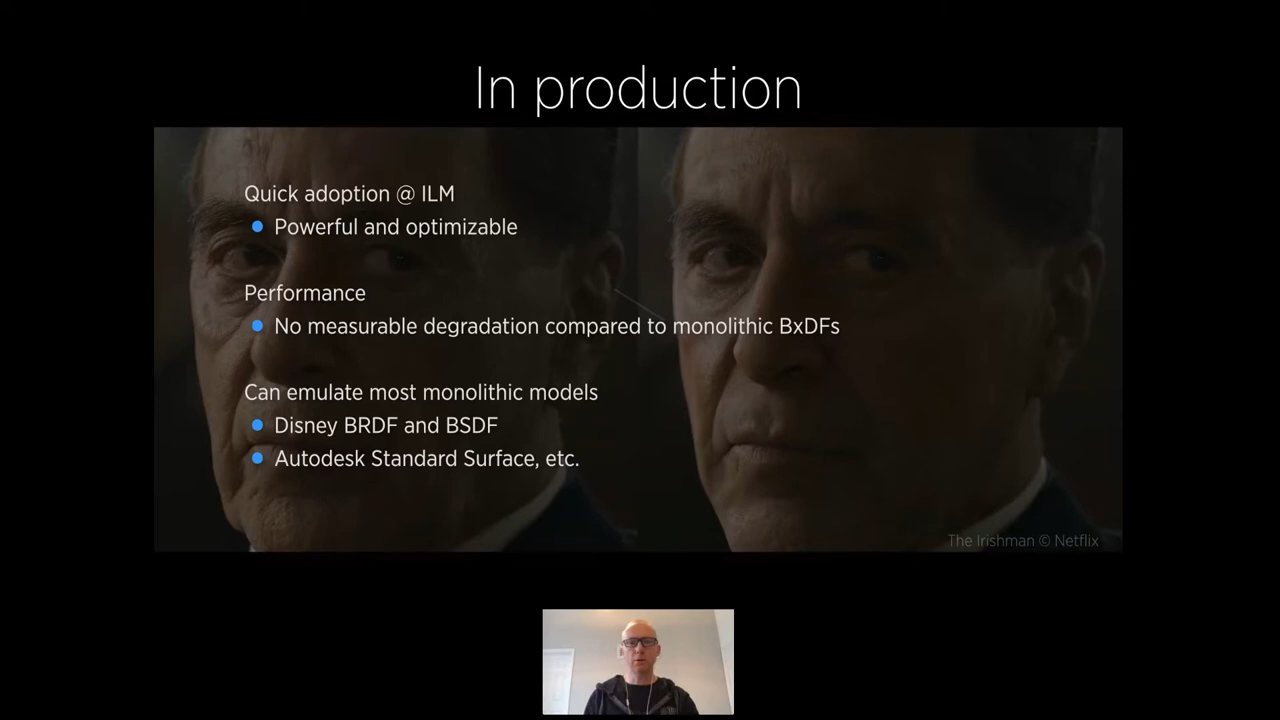 In production
Quick adoption @ ILM
Powerful and optimizable
Performance
No measurable degradation compared to monolithic BxDFs
Can emulate most monolithic models
Disney BRDF and BSDF
Autodesk Standard Surface, etc.
The Irishman © Netflix